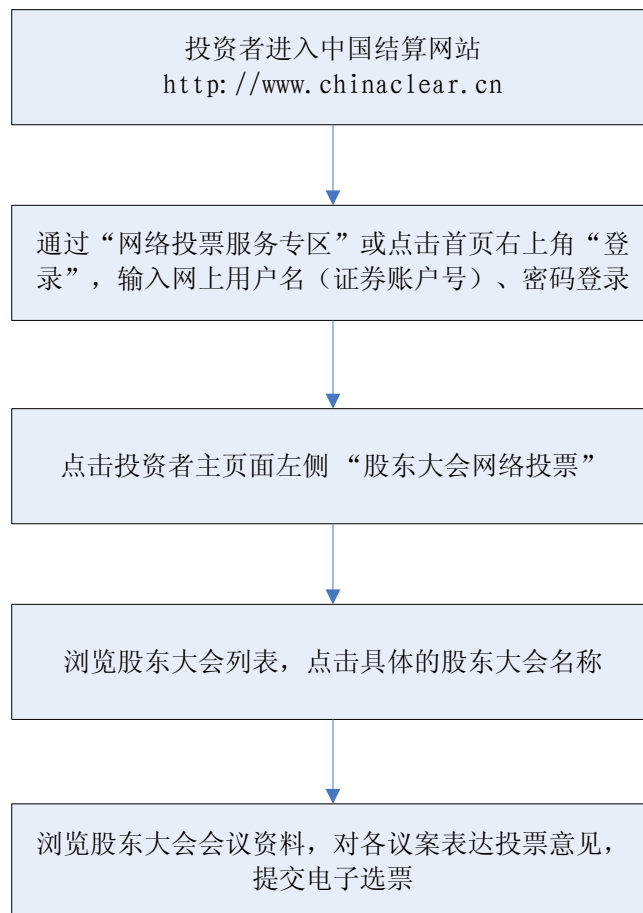 投资者进入中国结算网站
http://www.chinaclear.cn
通过“网络投票服务专区”或点击首页右上角“登
录”，输入网上用户名（证券账户号）、密码登录
点击投资者主页面左侧 “股东大会网络投票”
浏览股东大会列表，点击具体的股东大会名称
浏览股东大会会议资料，对各议案表达投票意见，
提交电子选票